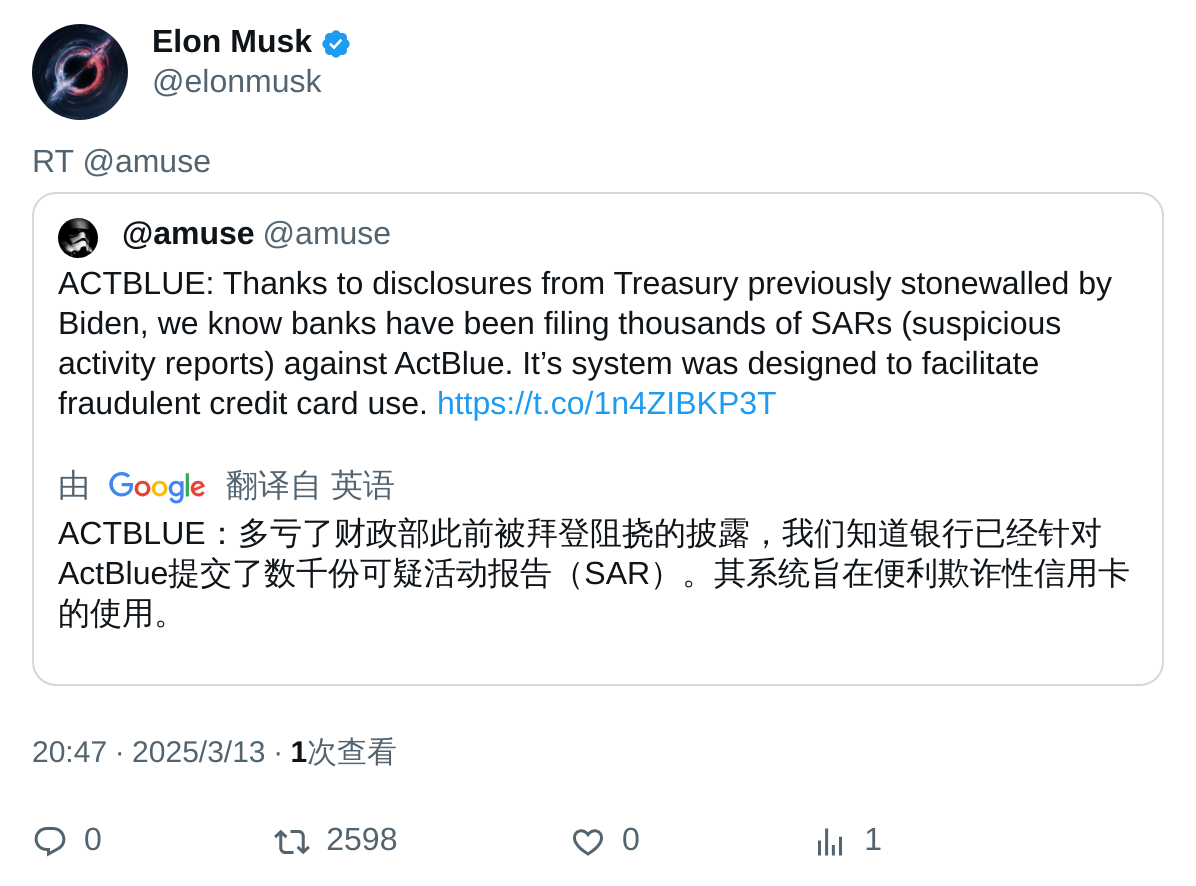 Elon Musk
@elonmusk
RT @amuse
@amuse @amuse
ACTBLUE: Thanks to disclosures from Treasury previously stonewalled by
Biden, we know banks have been filing thousands of SARs (suspicious
activity reports) against ActBlue. It’s system was designed to facilitate
fraudulent credit card use. https://t.co/1n4ZIBKP3T
由 Google 翻译自 英语
ACTBLUE：多亏了财政部此前被拜登阻挠的披露，我们知道银行已经针对
ActBlue提交了数千份可疑活动报告（SAR）。其系统旨在便利欺诈性信用卡
的使用。
20:47 · 2025/3/13 · 1次查看
0 2598 0 1